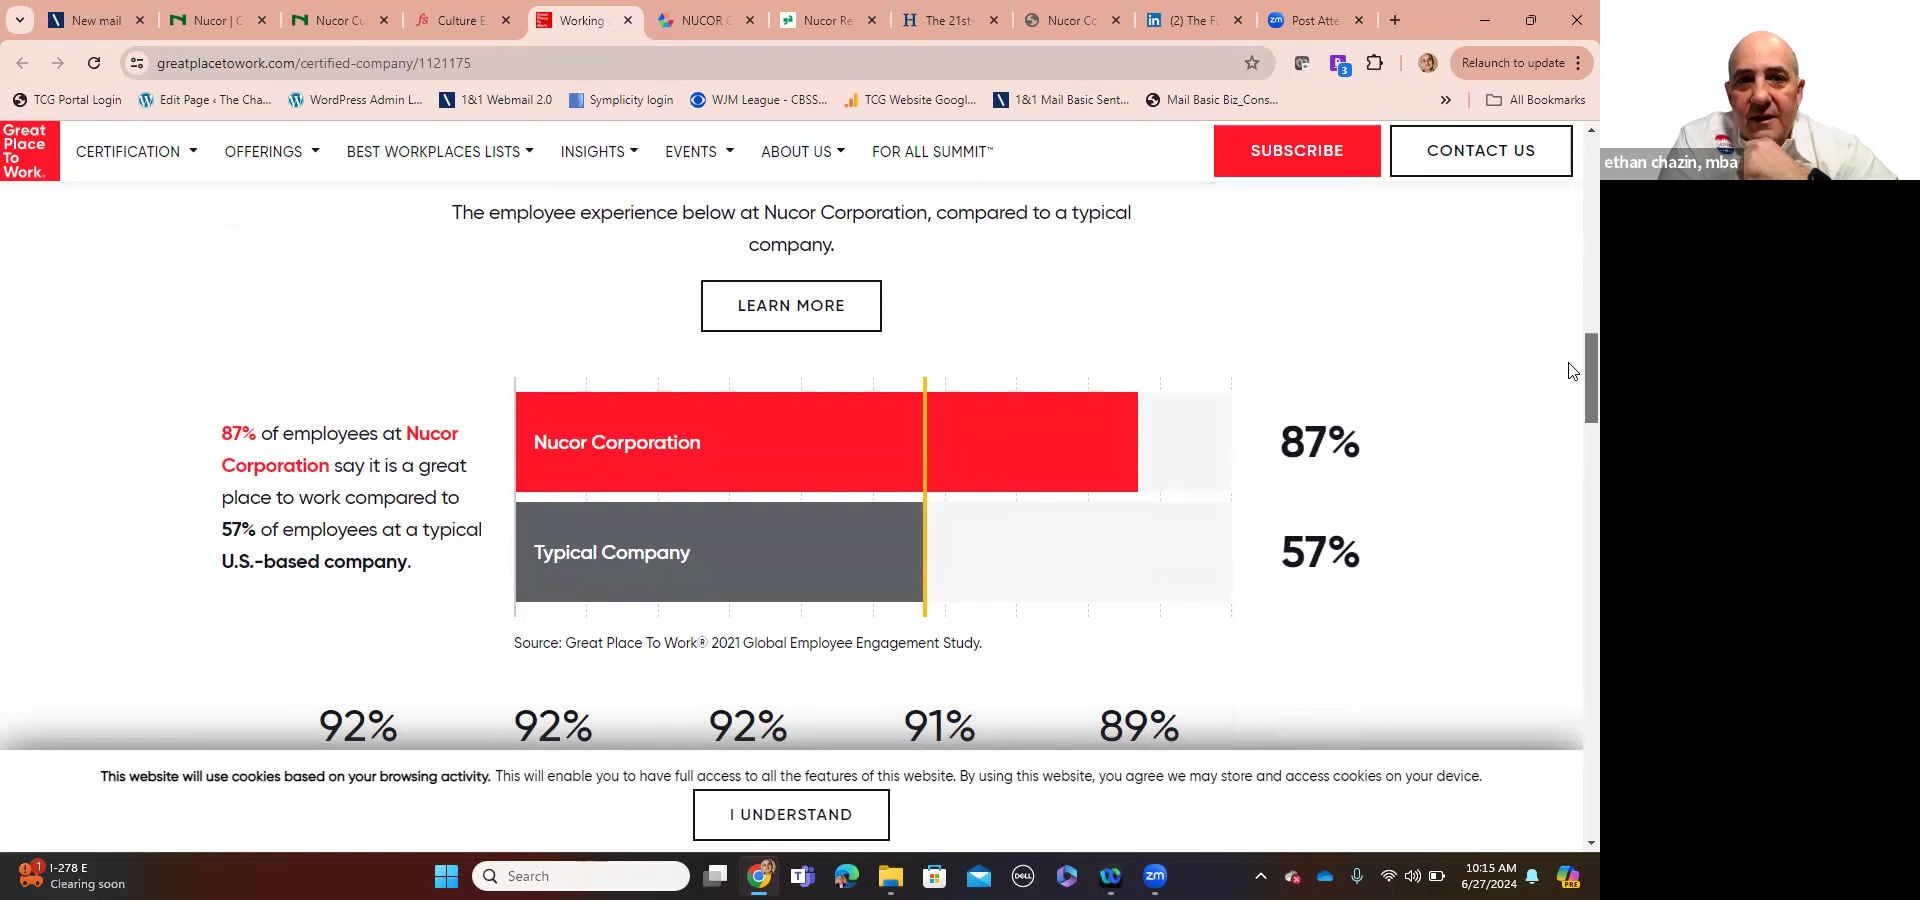 New mail
Nucor | C
Nucor Cu
Culture E
Working
NUCOR C
Nucor Re
The 21st-
Nucor Co
(2) The Fu
Post Atte
greatplacetowork.com/certified-company/1121175
Relaunch to update
TCG Portal Login
Edit Page ‹ The Cha...
WordPress Admin L...
1&1 Webmail 2.0
Symplicity login
WJM League - CBSS...
TCG Website Googl...
1&1 Mail Basic Sent...
Mail Basic Biz_Cons...
All Bookmarks
Great
Place
To
Work.
CERTIFICATION
OFFERINGS
BEST WORKPLACES LISTS
INSIGHTS
EVENTS
ABOUT US
FOR ALL SUMMIT™
SUBSCRIBE
CONTACT US
ethan chazin, mba
The employee experience below at Nucor Corporation, compared to a typical
company.
LEARN MORE
87% of employees at Nucor
Corporation say it is a great
place to work compared to
57% of employees at a typical
U.S.-based company.
Nucor Corporation
87%
Typical Company
57%
Source: Great Place To Work® 2021 Global Employee Engagement Study.
92% 92% 92% 91% 89%
This website will use cookies based on your browsing activity. This will enable you to have full access to all the features of this website. By using this website, you agree we may store and access cookies on your device.
I UNDERSTAND
1
I-278 E
Clearing soon
Search
DELL
zm
10:15 AM
6/27/2024
PRE